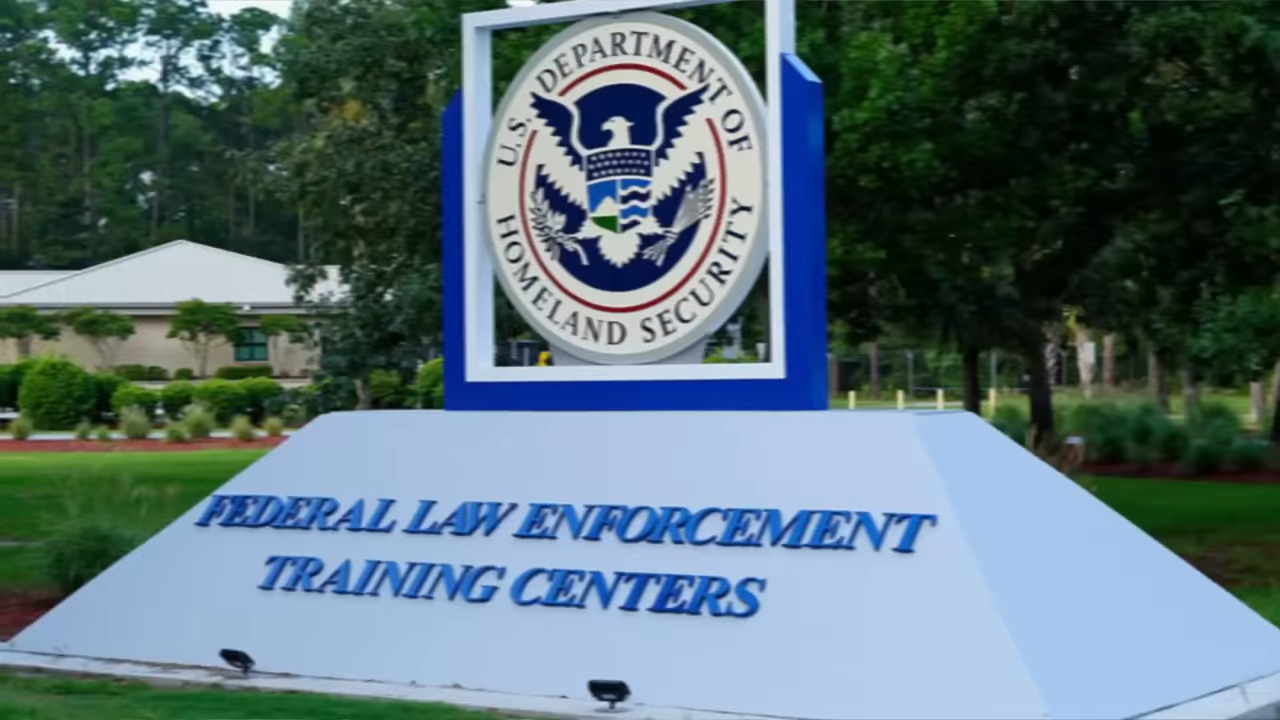 U.S. DEPARTMENT OF
HOMELAND SECURITY
FEDERAL LAW ENFORCEMENT
TRAINING CENTERS